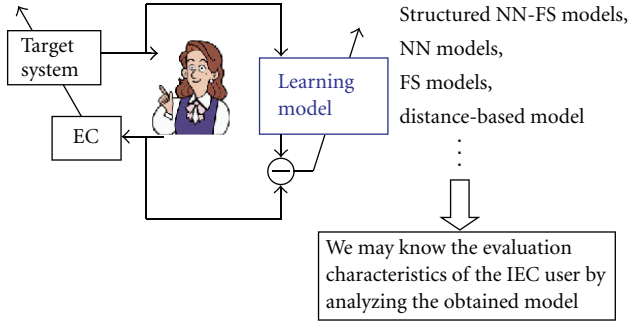 Target
system
EC
Learning
model
Structured NN-FS models,
NN models,
FS models,
distance-based model
We may know the evaluation
characteristics of the IEC user by
analyzing the obtained model